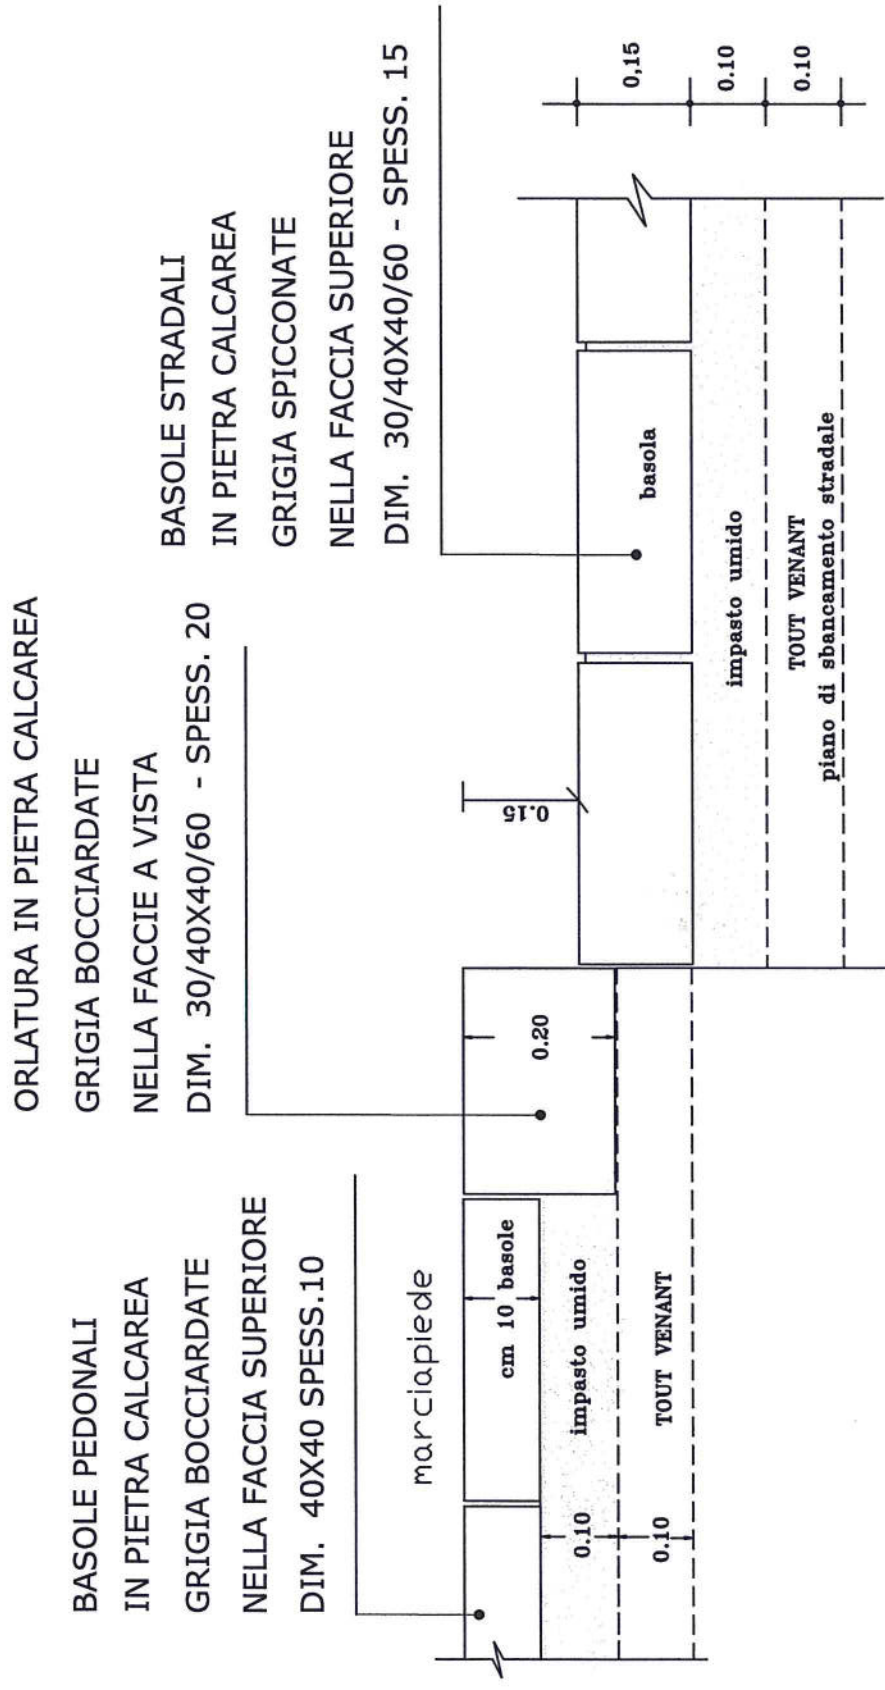 ORLATURA IN PIETRA CALCAREA
GRIGIA BOCCIARDATE
NELLA FACCIE A VISTA
DIM. 30/40X40/60 - SPESS. 20
BASOLE PEDONALI
IN PIETRA CALCAREA
GRIGIA BOCCIARDATE
NELLA FACCIA SUPERIORE
DIM. 40X40 SPESS.10
BASOLE STRADALI
IN PIETRA CALCAREA
GRIGIA SPICCONATE
NELLA FACCIA SUPERIORE
DIM. 30/40X40/60 - SPESS. 15
marciapiede
cm 10 basole
impasto umido
TOUT VENANT
0.10
0.10
0.20
0.15
basola
impasto umido
TOUT VENANT
piano di sbancamento stradale
0,15
0.10
0.10